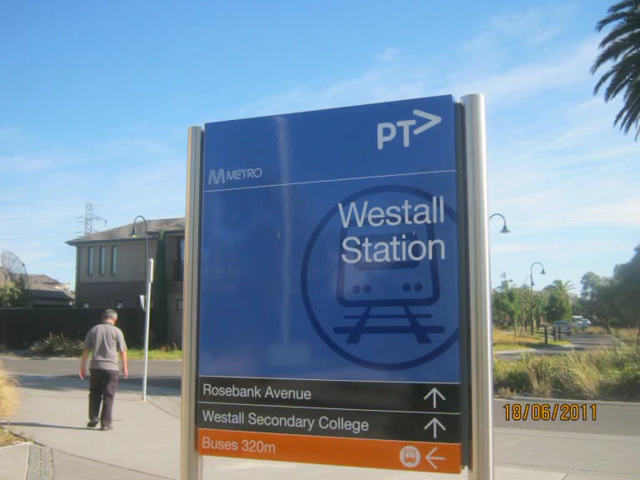 PT>
METRO
Westall
Station
Rosebank Avenue
Westall Secondary College
Buses 320m
18/06/2011